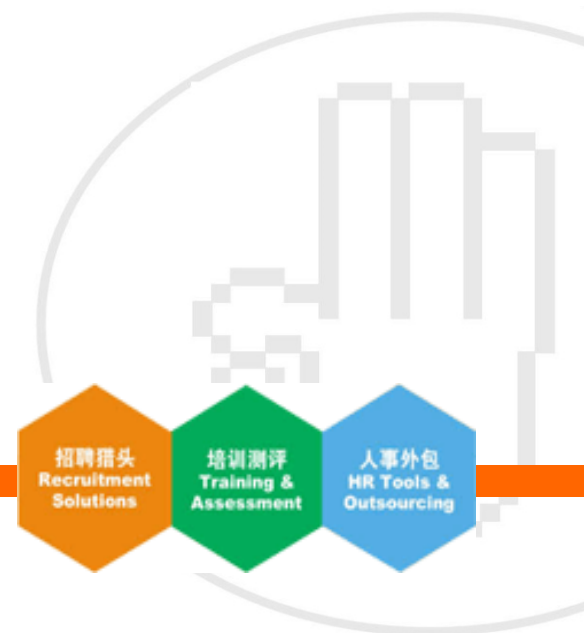 招聘猎头
Recruitment
Solutions
培训测评
Training &
Assessment
人事外包
HR Tools &
Outsourcing